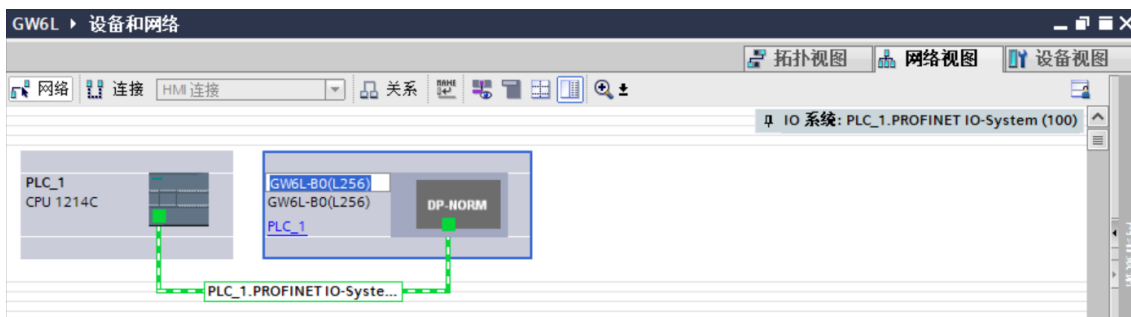 GW6L ▸ 设备和网络
拓扑视图 网络视图 设备视图
网络 连接 HMI 连接 关系
IO 系统: PLC_1.PROFINET IO-System (100)
PLC_1
CPU 1214C
GW6L-B0(L256)
GW6L-B0(L256)
PLC_1
DP-NORM
PLC_1.PROFINET IO-Syste...